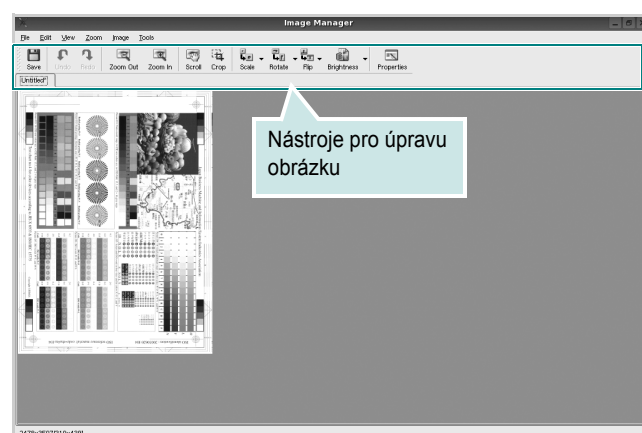 Image Manager
File Edit View Zoom Image Tools
Save Undo Redo Zoom Out Zoom In Scroll Crop Scale Rotate Flip Brightness Properties
Untitled*
Nástroje pro úpravu
obrázku